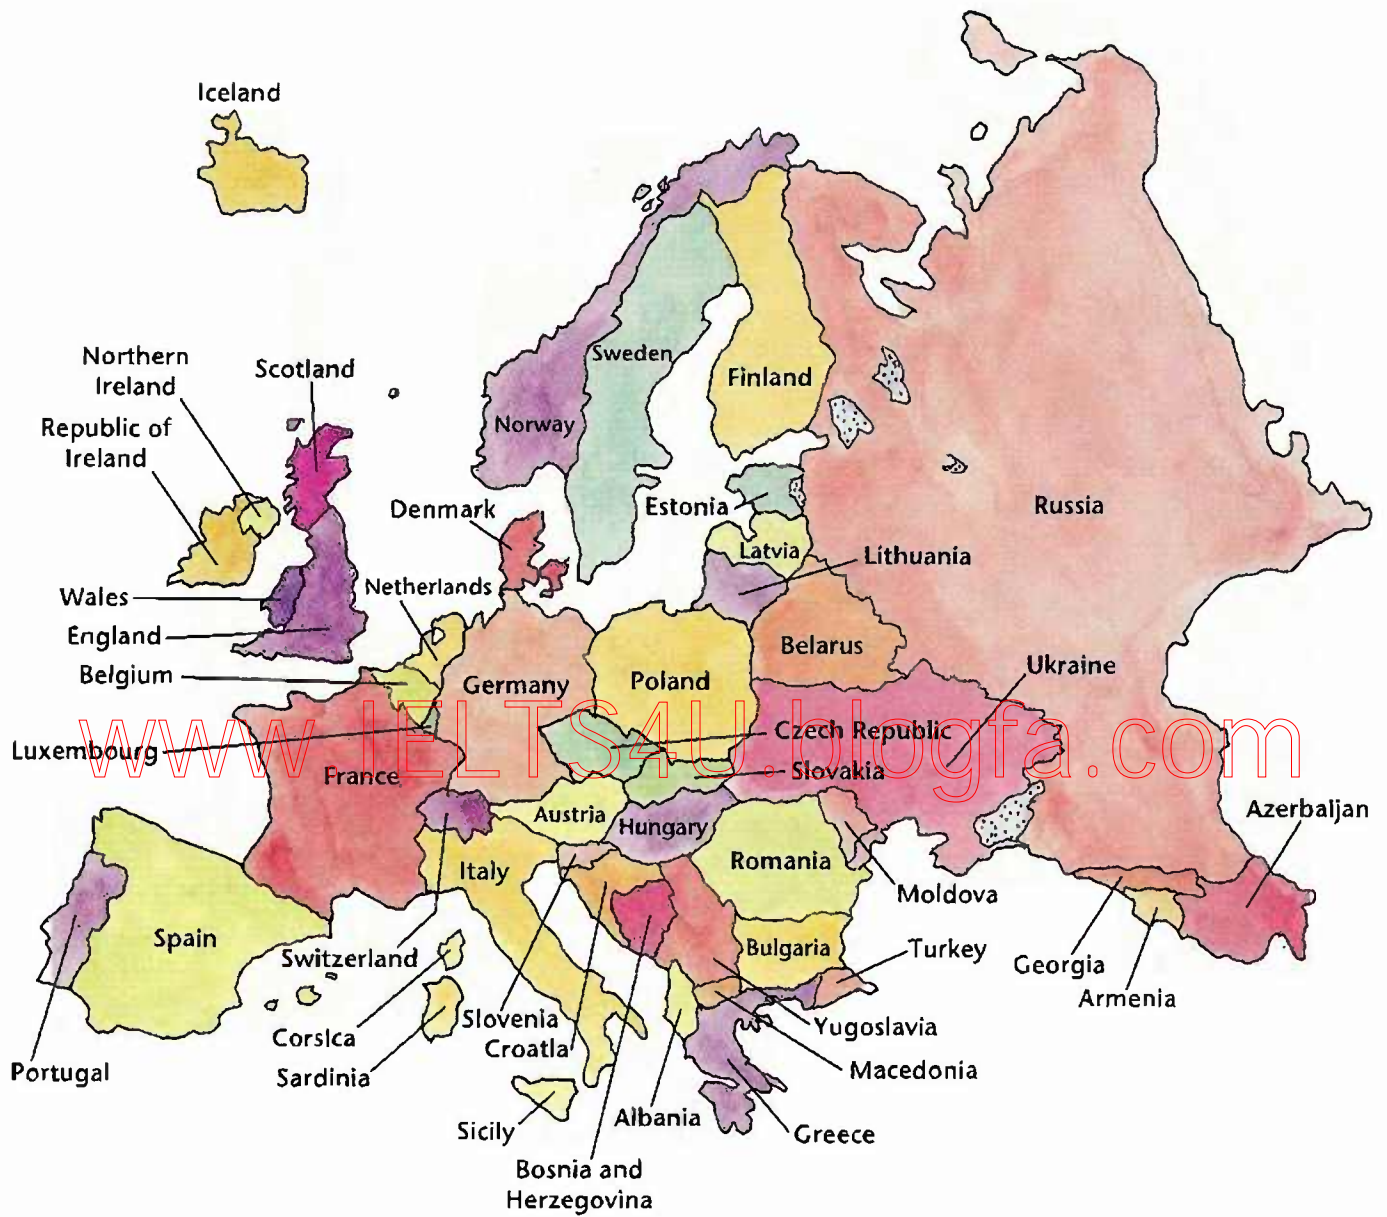 Iceland
Northern
Ireland
Scotland
Republic of
Ireland
Sweden
Finland
Norway
Denmark
Estonia
Russia
Latvia
Lithuania
Netherlands
Wales
England
Belgium
Belarus
Ukraine
Germany
Poland
www.IELTS4U.blogfa.com
Luxembourg
Czech Republic
France
Slovakia
Azerbaijan
Austria
Hungary
Italy
Romania
Moldova
Spain
Switzerland
Bulgaria
Turkey
Georgia
Armenia
Corsica
Slovenia
Yugoslavia
Croatia
Portugal
Sardinia
Macedonia
Albania
Sicily
Greece
Bosnia and
Herzegovina